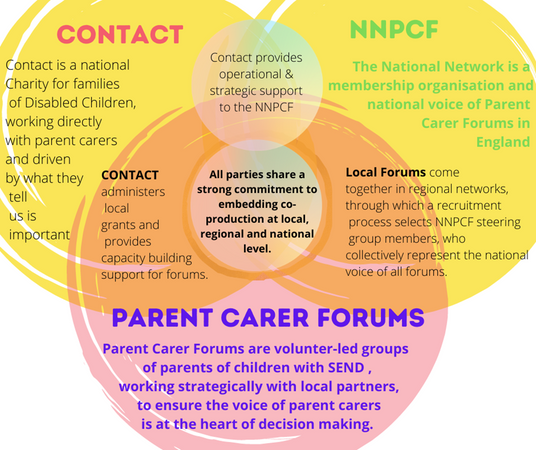 CONTACT
Contact is a national
Charity for families
of Disabled Children,
working directly
with parent carers
and driven
by what they
tell
us is
important
Contact provides
operational &
strategic support
to the NNPCF
NNPCF
The National Network is a
membership organisation and
national voice of Parent
Carer Forums in
England
CONTACT
administers
local
grants and
provides
capacity building
support for forums.
All parties share a
strong commitment to
embedding co-
production at local,
regional and national
level.
Local Forums come
together in regional networks,
through which a recruitment
process selects NNPCF steering
group members, who
collectively represent the national
voice of all forums.
PARENT CARER FORUMS
Parent Carer Forums are volunter-led groups
of parents of children with SEND ,
working strategically with local partners,
to ensure the voice of parent carers
is at the heart of decision making.